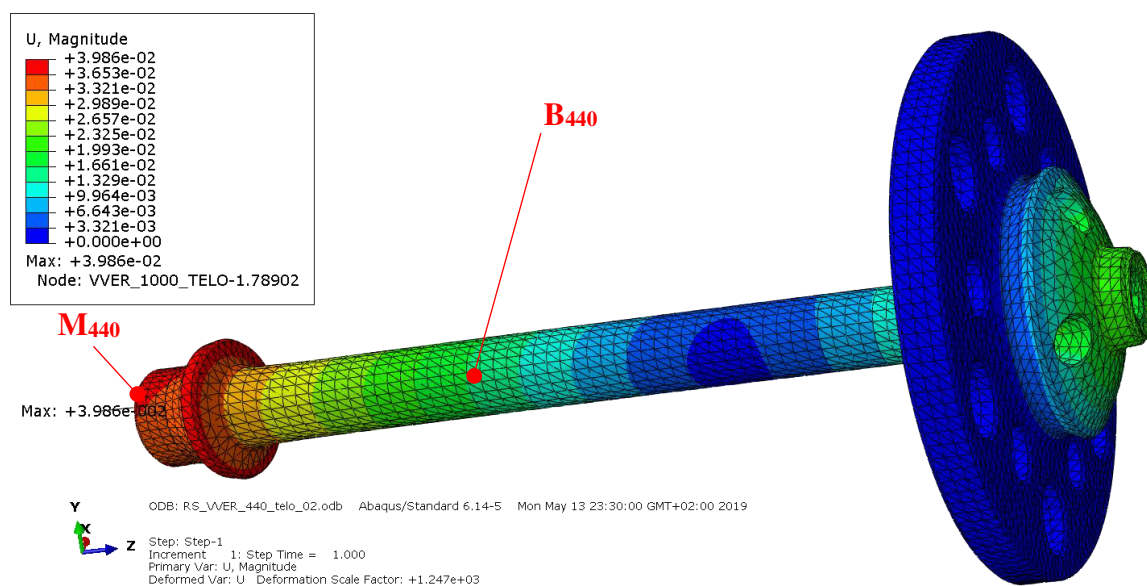 U, Magnitude
+3.986e-02
+3.653e-02
+3.321e-02
+2.989e-02
+2.657e-02
+2.325e-02
+1.993e-02
+1.661e-02
+1.329e-02
+9.964e-03
+6.643e-03
+3.321e-03
+0.000e+00
Max: +3.986e-02
Node: VVER_1000_TELO-1.78902
B440
M440
Max: +3.986e-002
Y
X
Z
ODB: RS_VVER_440_telo_02.odb Abaqus/Standard 6.14-5 Mon May 13 23:30:00 GMT+02:00 2019
Step: Step-1
Increment 1: Step Time = 1.000
Primary Var: U, Magnitude
Deformed Var: U Deformation Scale Factor: +1.247e+03